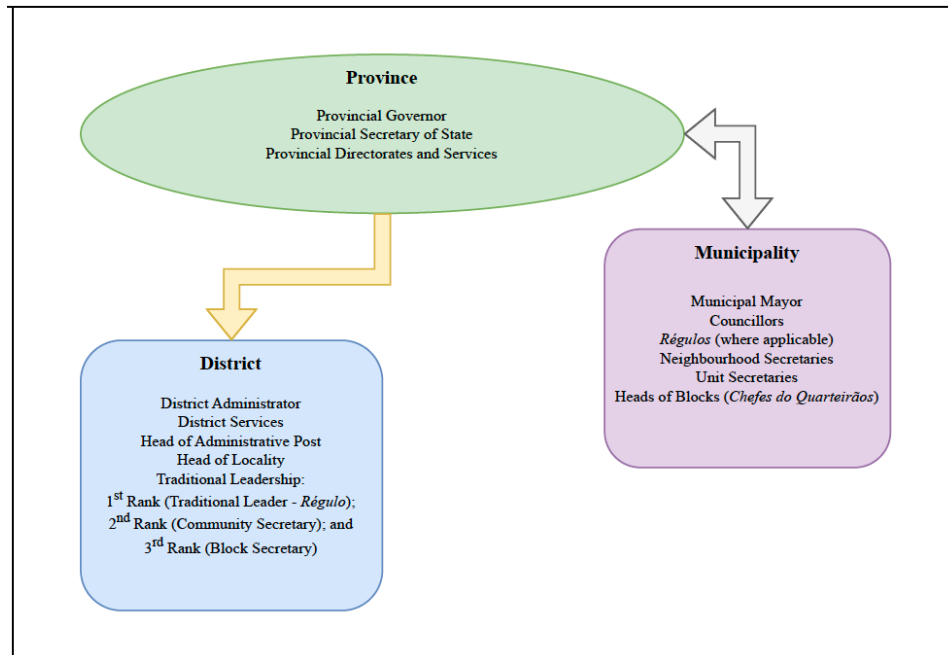 Province
Provincial Governor
Provincial Secretary of State
Provincial Directorates and Services
Municipality
Municipal Mayor
Councillors
Régulos (where applicable)
Neighbourhood Secretaries
Unit Secretaries
Heads of Blocks (Chefes do Quarteirãos)
District
District Administrator
District Services
Head of Administrative Post
Head of Locality
Traditional Leadership:
1st Rank (Traditional Leader - Régulo);
2nd Rank (Community Secretary); and
3rd Rank (Block Secretary)